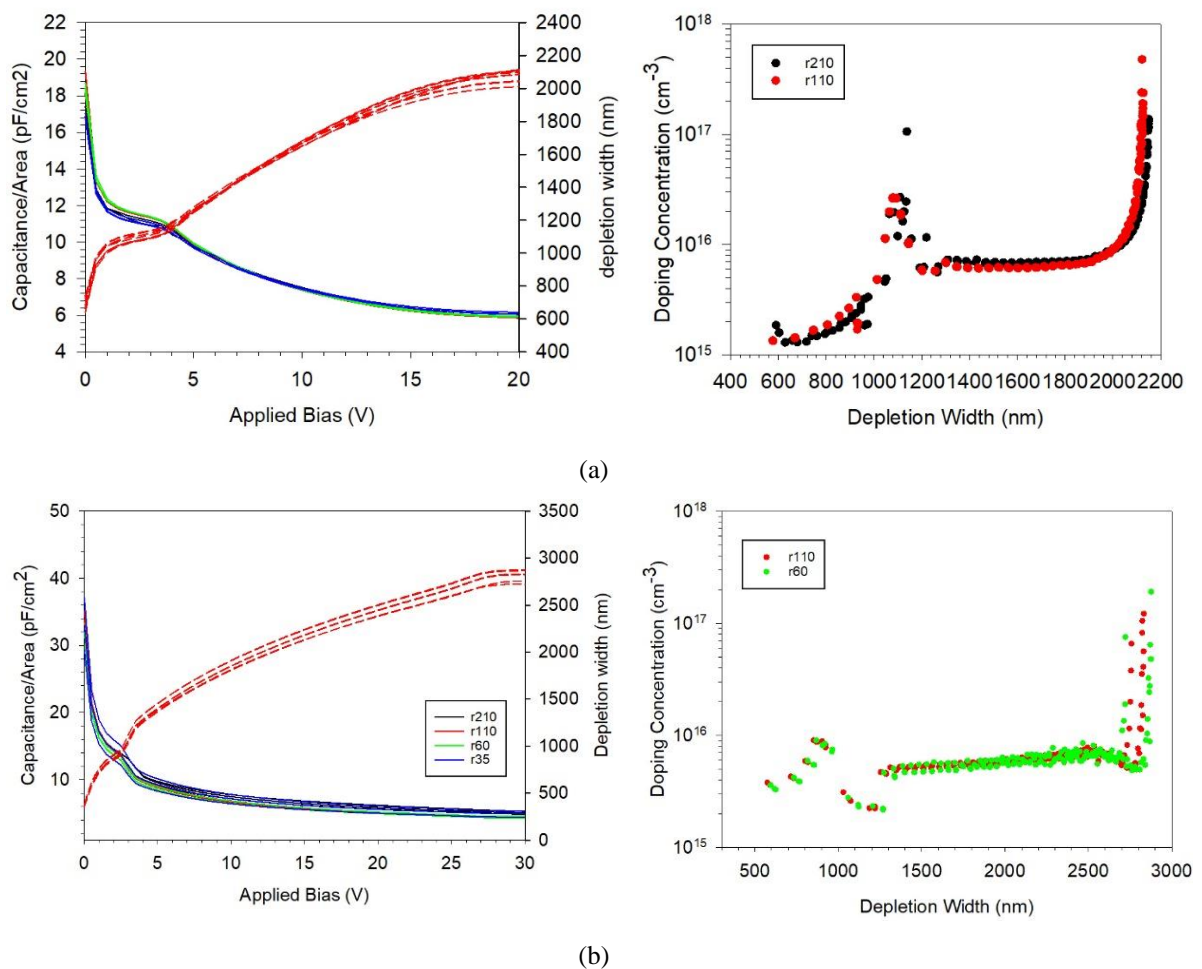 22
20
18
16
14
12
10
8
6
4
Capacitance/Area (pF/cm2)
0
5
10
15
20
Applied Bias (V)
2400
2200
2000
1800
1600
1400
1200
1000
800
600
400
depletion width (nm)
10^18
10^17
10^16
10^15
Doping Concentration (cm^-3)
r210
r110
400 600 800 1000 1200 1400 1600 1800 2000 2200
Depletion Width (nm)
(a)
50
40
30
20
10
Capacitance/Area (pF/cm^2)
r210
r110
r60
r35
0 5 10 15 20 25 30
Applied Bias (V)
3500
3000
2500
2000
1500
1000
500
0
Depletion width (nm)
10^18
10^17
10^16
10^15
Doping Concentration (cm^-3)
r110
r60
500 1000 1500 2000 2500 3000
Depletion Width (nm)
(b)